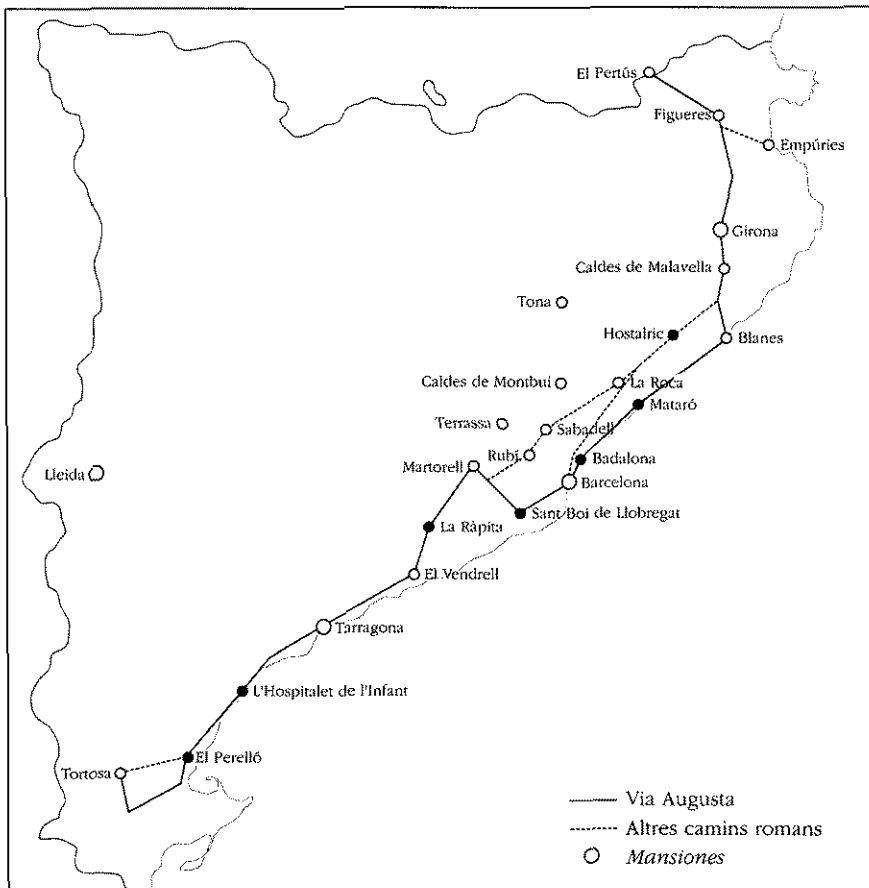 El Pertús
Figueres
Empúries
Girona
Caldes de Malavella
Tona
Hostalric
Blanes
Caldes de Montbui
La Roca
Mataró
Terrassa
Sabadell
Rubí
Badalona
Martorell
Lleida
Barcelona
Sant Boi de Llobregat
La Ràpita
El Vendrell
Tarragona
L'Hospitalet de l'Infant
El Perelló
Tortosa
Via Augusta
Altres camins romans
Mansiones